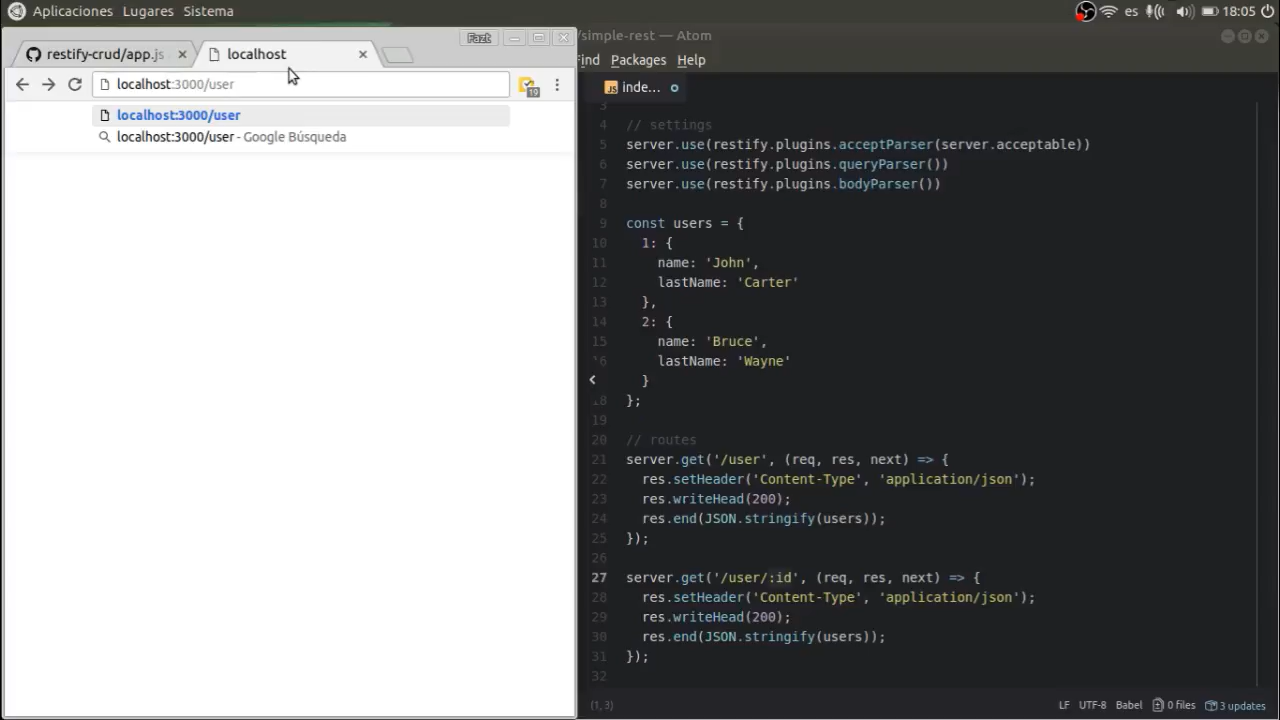 Aplicaciones Lugares Sistema
es 18:05
Fazt
restify-crud/app.js
localhost
localhost:3000/user
19
localhost:3000/user
localhost:3000/user - Google Búsqueda
/simple-rest — Atom
Find Packages Help
inde...
3
4 // settings
5 server.use(restify.plugins.acceptParser(server.acceptable))
6 server.use(restify.plugins.queryParser())
7 server.use(restify.plugins.bodyParser())
8
9 const users = {
10 1: {
11 name: 'John',
12 lastName: 'Carter'
13 },
14 2: {
15 name: 'Bruce',
16 lastName: 'Wayne'
}
18 };
19
20 // routes
21 server.get('/user', (req, res, next) => {
22 res.setHeader('Content-Type', 'application/json');
23 res.writeHead(200);
24 res.end(JSON.stringify(users));
25 });
26
27 server.get('/user/:id', (req, res, next) => {
28 res.setHeader('Content-Type', 'application/json');
29 res.writeHead(200);
30 res.end(JSON.stringify(users));
31 });
32
(1, 3) LF UTF-8 Babel 0 files 3 updates